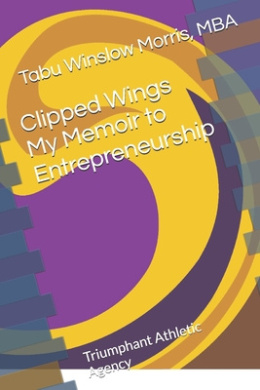 Tabu Winslow Morris, MBA
Clipped Wings
My Memoir to
Entrepreneurship
Triumphant Athletic
Agency